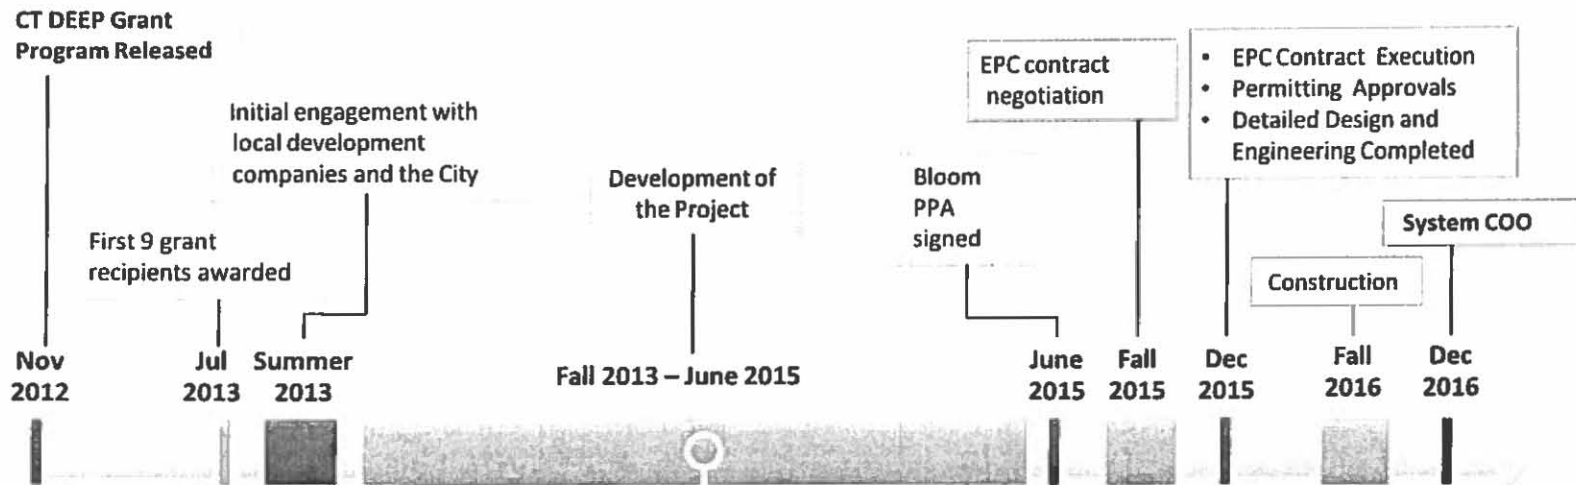 CT DEEP Grant
Program Released
Initial engagement with
local development
companies and the City
First 9 grant
recipients awarded
Development of
the Project
Bloom
PPA
signed
EPC contract
negotiation
• EPC Contract Execution
• Permitting Approvals
• Detailed Design and
Engineering Completed
System COO
Construction
Nov
2012
Jul
2013
Summer
2013
Fall 2013 – June 2015
June
2015
Fall
2015
Dec
2015
Fall
2016
Dec
2016